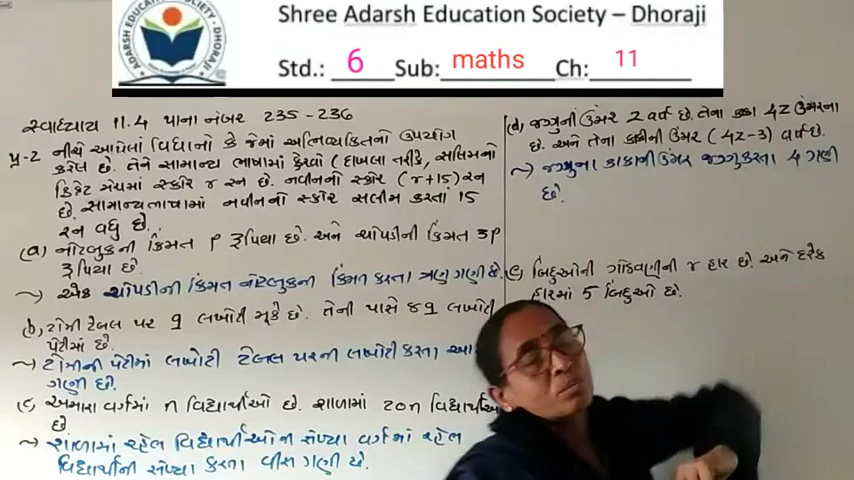 ADARSH EDUCATION SOCIETY
DHORAJI
Shree Adarsh Education Society – Dhoraji
Std.: 6 Sub: maths Ch: 11
સ્વાધ્યાય 11.4 પાના નંબર 235-236
પ્ર-2 નીચે આપેલાં વિધાનો કે જેમાં અભિવ્યક્તિનો ઉપયોગ
કરેલ છે. તેને સામાન્ય ભાષામાં ફેરવો (દાખલા તરીકે, સલિમનો
ક્રિકેટ મેચમાં સ્કોર r રન છે. નવીનનો સ્કોર (r+15) રન
છે. સામાન્યભાષામાં નવીનનો સ્કોર સલીમ કરતાં 15
રન વધુ છે.
(a) નોટબુકની કિંમત P રૂપિયા છે. અને ચોપડીની કિંમત 3P
રૂપિયા છે.
~) એક ચોપડીની કિંમત નોટબુકની કિંમત કરતા ત્રણ ગણી છે.
(b) ટોની ટેબલ પર q લખોટી મૂકે છે. તેની પાસે 8q લખોટી
પેટીમાં છે.
~) ટોનીની પેટીમાં લખોટી ટેબલ પરની લખોટી કરતા આ
ગણી છે.
(c) અમારા વર્ગમાં n વિદ્યાર્થીઓ છે. શાળામાં 20n વિદ્યાર્થીઓ
છે.
~) શાળામાં રહેલ વિદ્યાર્થીઓની સંખ્યા વર્ગમાં રહેલ
વિદ્યાર્થીની સંખ્યા કરતા વીસ ગણી છે.
(d) જગ્ગુની ઉંમર Z વર્ષ છે. તેના કાકા 4Z ઉંમરના
છે. અને તેના કાકીની ઉંમર (4Z-3) વર્ષ છે.
~) જગ્ગુના કાકાની ઉંમર જગ્ગુ કરતા 4 ગણી
છે.
(e) બિંદુઓની ગોઠવણીની r હાર છે. અને દરેક
હારમાં 5 બિંદુઓ છે.